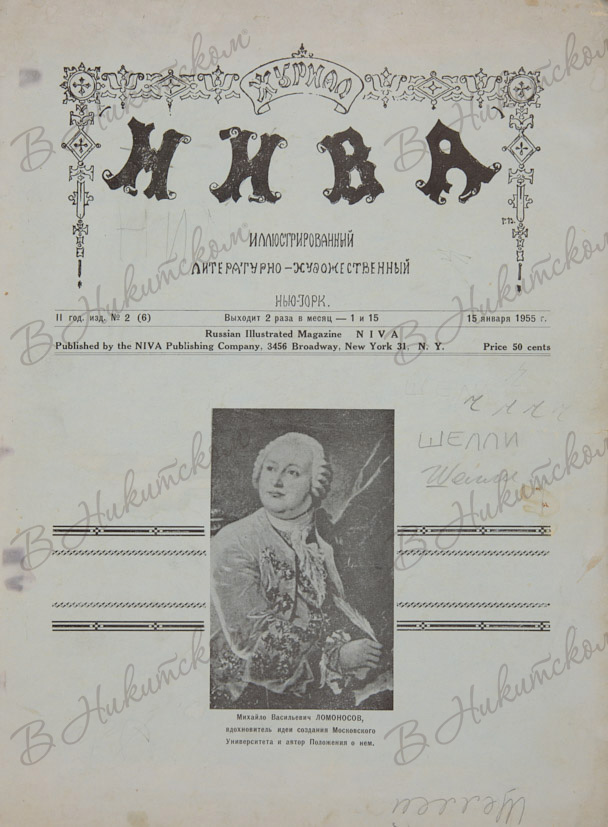 ЖУРНАЛ
НИВА
ИЛЛЮСТРИРОВАННЫЙ
ЛИТЕРАТУРНО-ХУДОЖЕСТВЕННЫЙ
НЬЮ-ЙОРК.
II год. изд. № 2 (6) Выходит 2 раза в месяц — 1 и 15 15 января 1955 г.
Russian Illustrated Magazine NIVA
Published by the NIVA Publishing Company, 3456 Broadway, New York 31, N. Y. Price 50 cents
ШЕЛЛИ
Михайло Васильевич ЛОМОНОСОВ,
вдохновитель идеи создания Московского
Университета и автор Положения о нем.
В Никитском